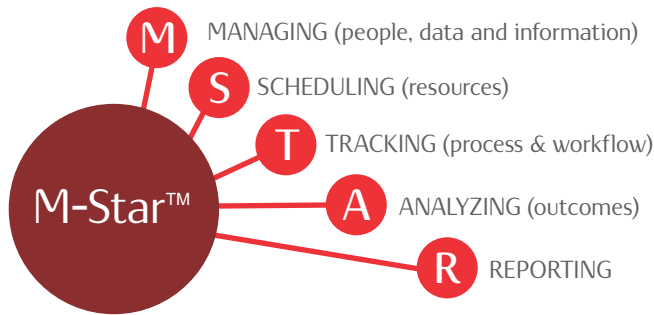 M MANAGING (people, data and information)
S SCHEDULING (resources)
T TRACKING (process & workflow)
M-Star™
A ANALYZING (outcomes)
R REPORTING